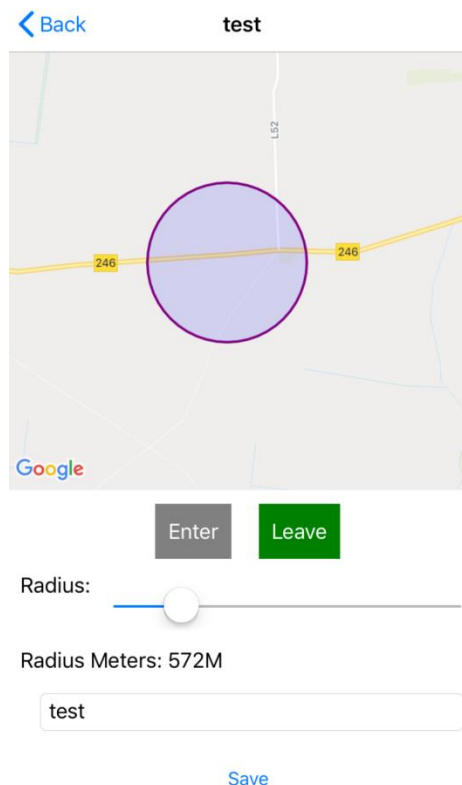 Back
test
L52
246
246
Google
Enter
Leave
Radius:
Radius Meters: 572M
test
Save